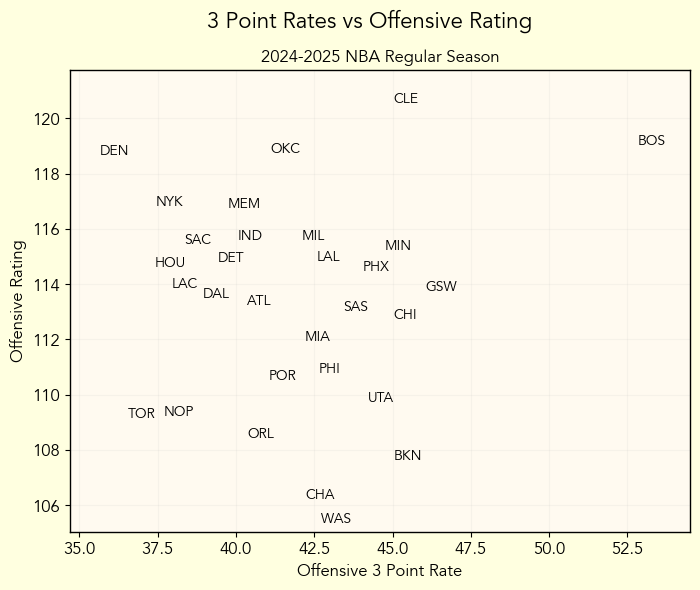 3 Point Rates vs Offensive Rating
2024-2025 NBA Regular Season
Offensive Rating
120
118
116
114
112
110
108
106
CLE
BOS
DEN
OKC
NYK
MEM
SAC
IND
MIL
MIN
HOU
DET
LAL
PHX
LAC
DAL
ATL
GSW
SAS
CHI
MIA
POR
PHI
UTA
TOR
NOP
ORL
BKN
CHA
WAS
35.0 37.5 40.0 42.5 45.0 47.5 50.0 52.5
Offensive 3 Point Rate